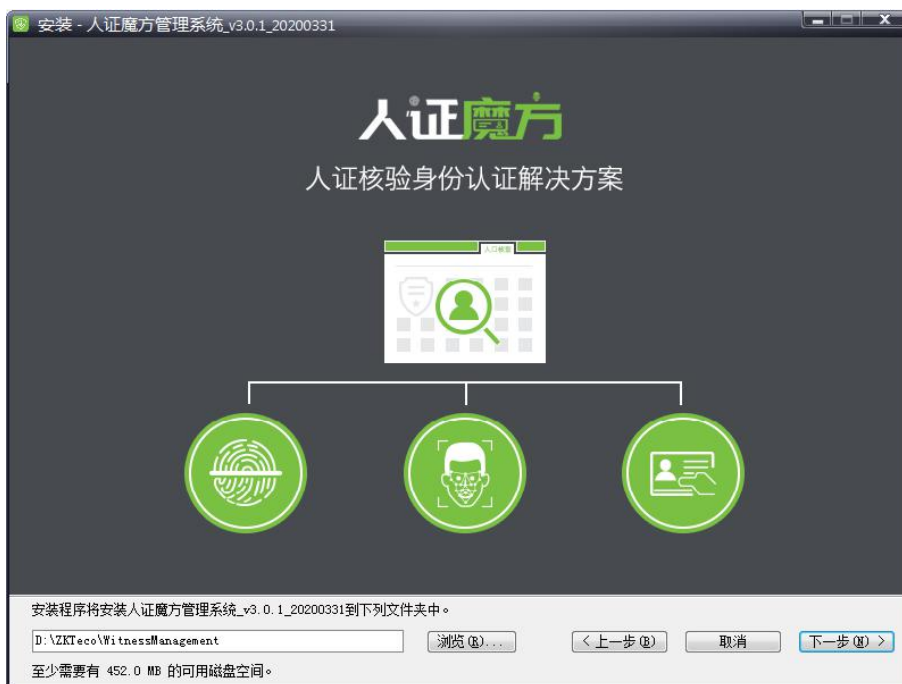 安装 - 人证魔方管理系统_v3.0.1_20200331
人证魔方
人证核验身份认证解决方案
安装程序将安装人证魔方管理系统_v3.0.1_20200331到下列文件夹中。
D:\ZKTeco\WitnessManagement
浏览(R)...
< 上一步(B)
取消
下一步(N) >
至少需要有 452.0 MB 的可用磁盘空间。